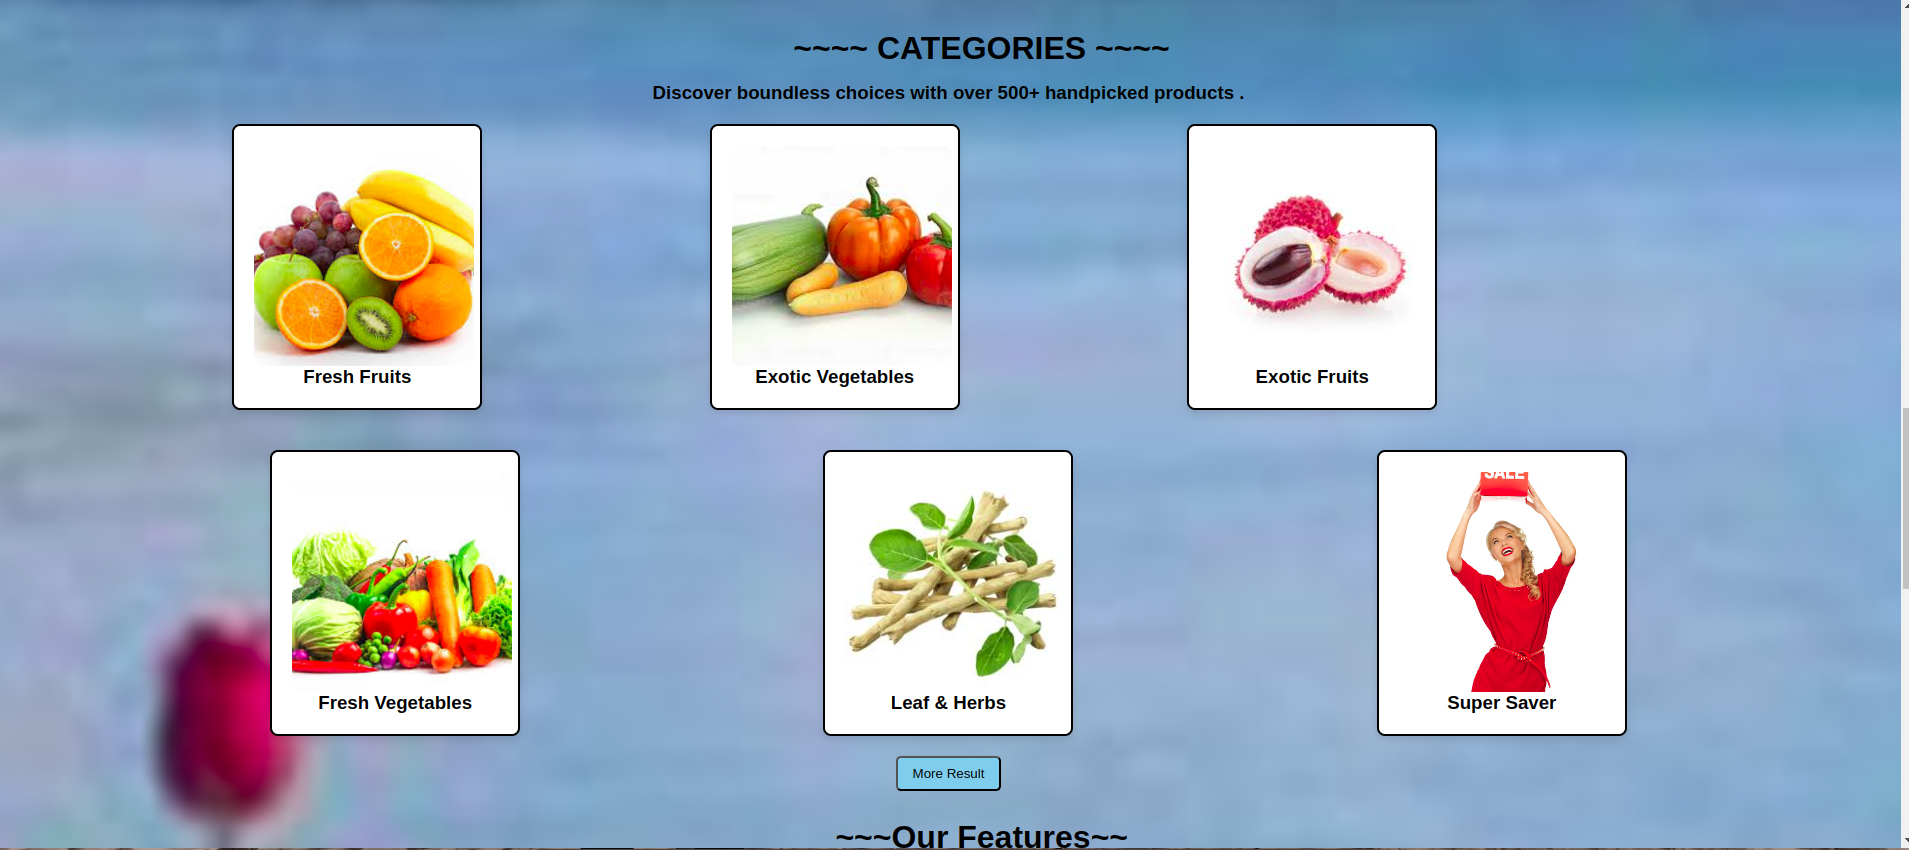 ~~~~ CATEGORIES ~~~~
Discover boundless choices with over 500+ handpicked products .
Fresh Fruits
Exotic Vegetables
Exotic Fruits
SALE
Fresh Vegetables
Leaf & Herbs
Super Saver
More Result
~~~Our Features~~